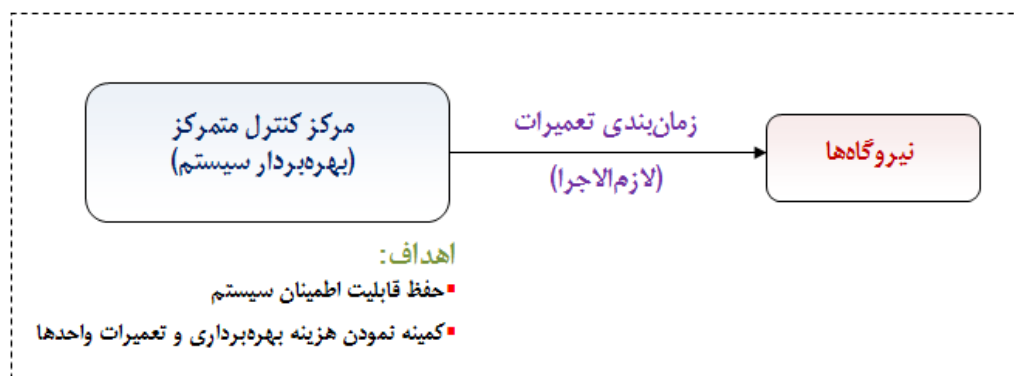 مرکز کنترل متمرکز
(بهره‌بردار سیستم)
زمان‌بندی تعمیرات
(لازم‌الاجرا)
نیروگاه‌ها
اهداف:
▪حفظ قابلیت اطمینان سیستم
▪کمینه نمودن هزینه بهره‌برداری و تعمیرات واحدها